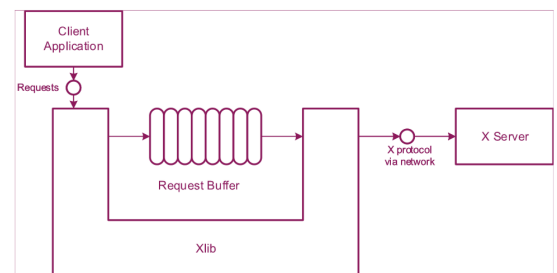 Client
Application
Requests
Request Buffer
X protocol
via network
X Server
Xlib